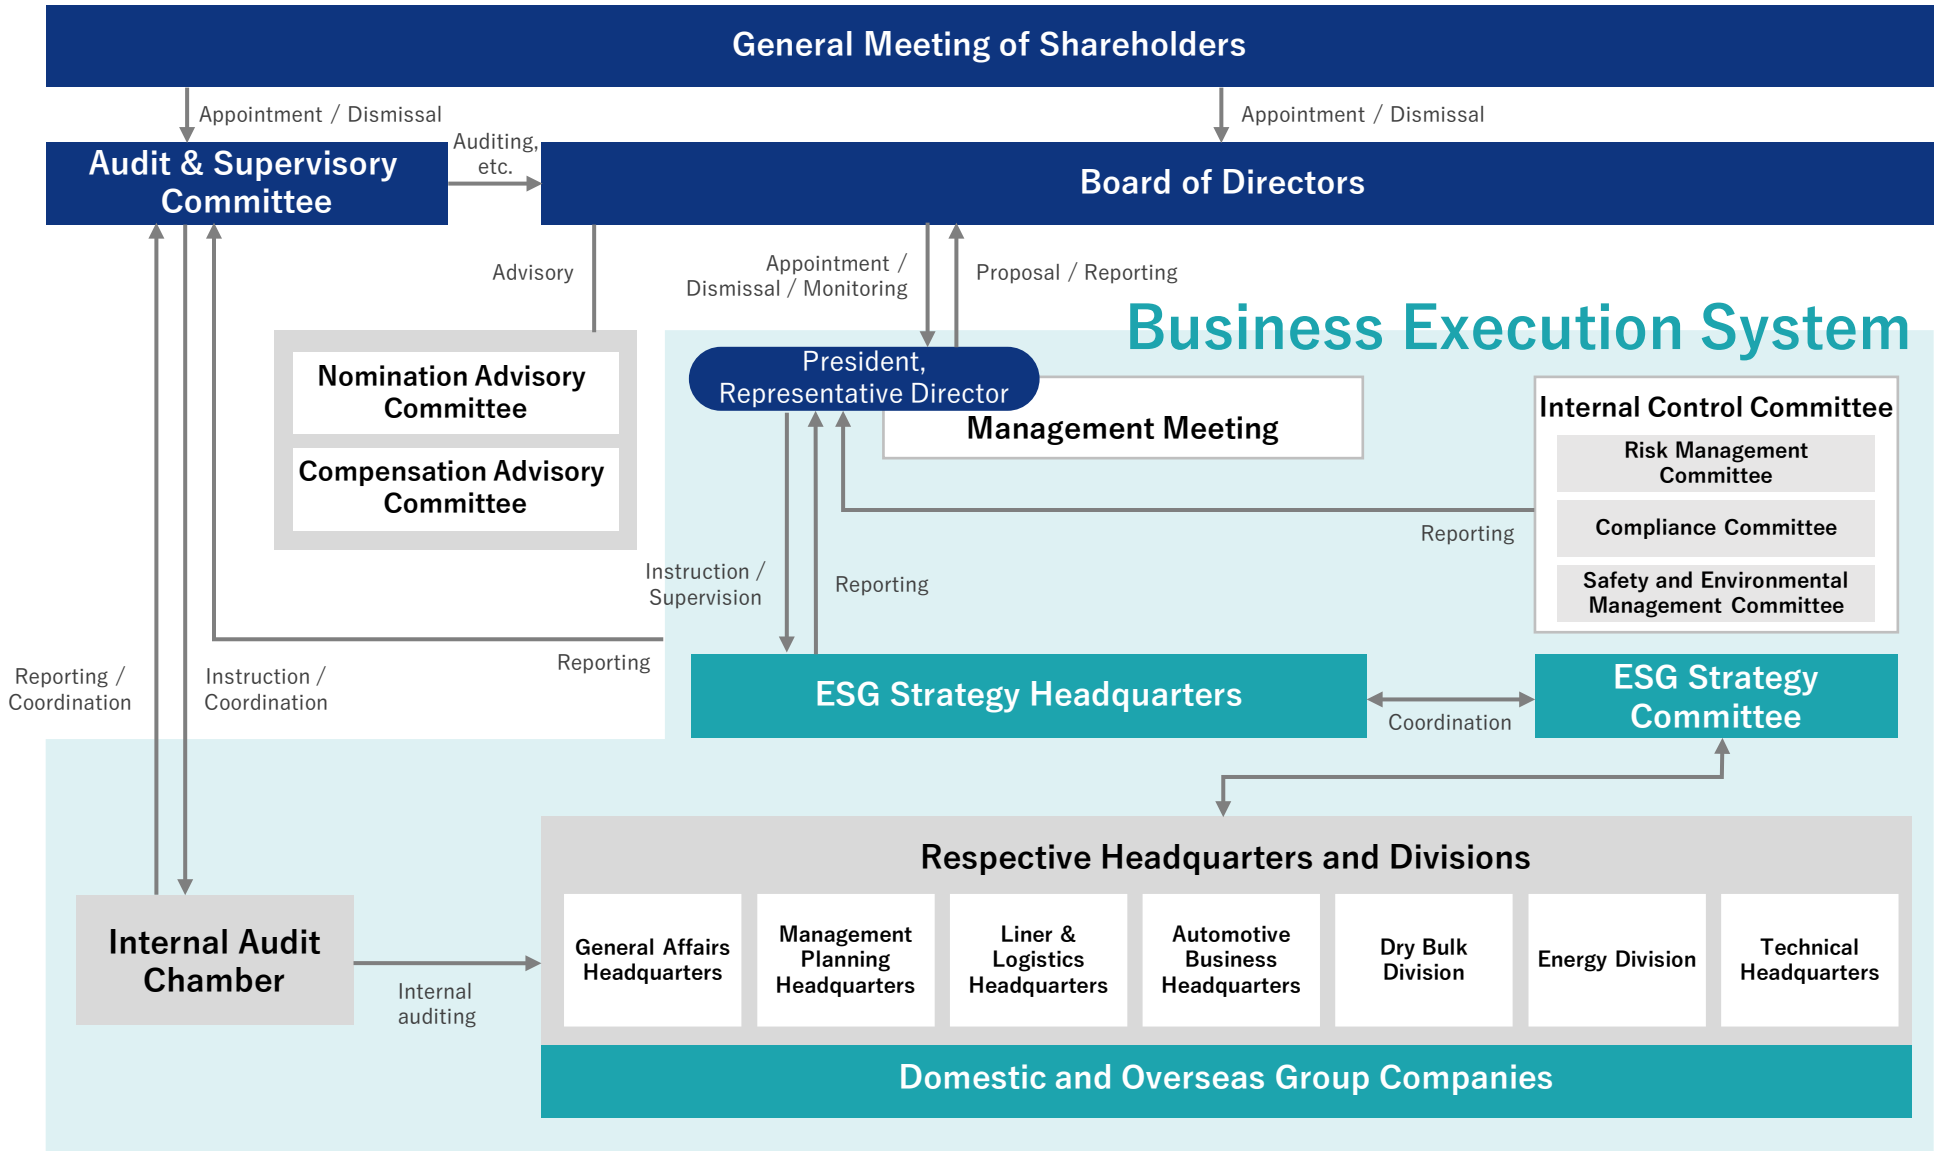 General Meeting of Shareholders
Appointment / Dismissal
Appointment / Dismissal
Audit & Supervisory
Committee
Auditing,
etc.
Board of Directors
Advisory
Appointment /
Dismissal / Monitoring
Proposal / Reporting
Business Execution System
Nomination Advisory
Committee
Compensation Advisory
Committee
President,
Representative Director
Management Meeting
Internal Control Committee
Risk Management
Committee
Compliance Committee
Safety and Environmental
Management Committee
Reporting
Instruction /
Supervision
Reporting
Reporting
Reporting /
Coordination
Instruction /
Coordination
ESG Strategy Headquarters
Coordination
ESG Strategy
Committee
Respective Headquarters and Divisions
Internal Audit
Chamber
Internal
auditing
General Affairs
Headquarters
Management
Planning
Headquarters
Liner &
Logistics
Headquarters
Automotive
Business
Headquarters
Dry Bulk
Division
Energy Division
Technical
Headquarters
Domestic and Overseas Group Companies